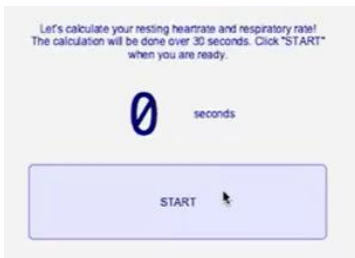 Let's calculate your resting heartrate and respiratory rate!
The calculation will be done over 30 seconds. Click "START"
when you are ready.
0 seconds
START